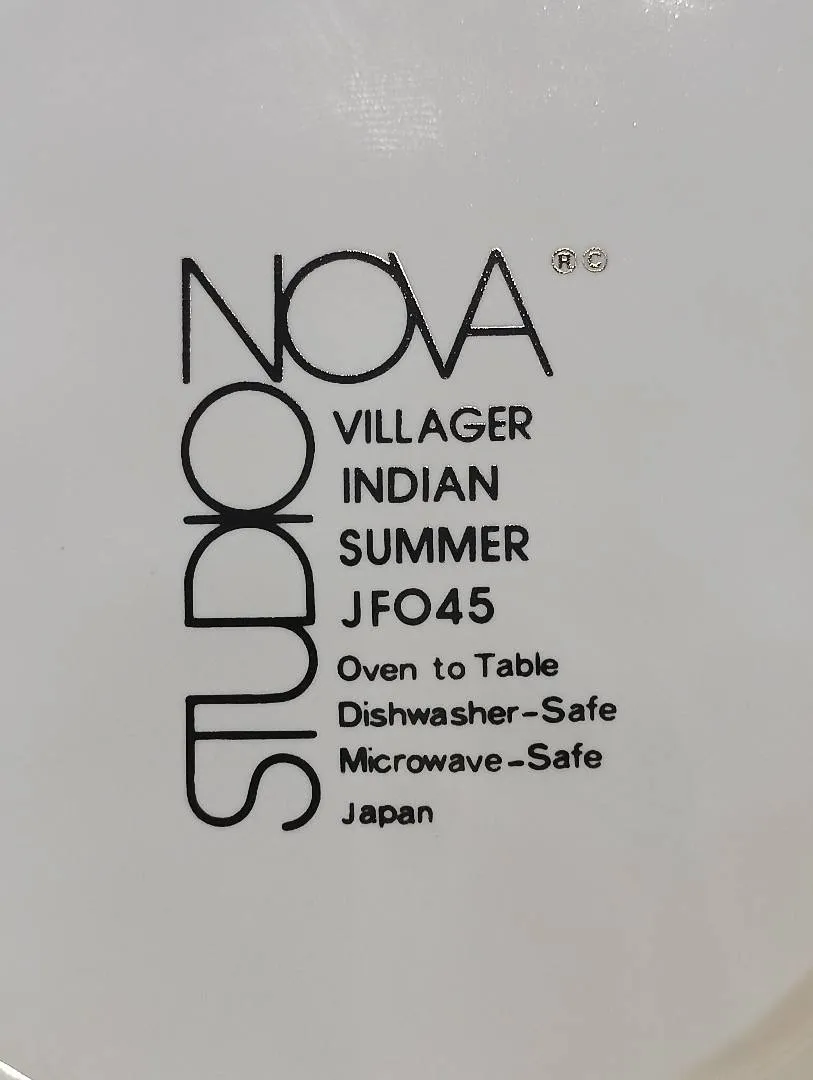 STUDIO
NOVA ® ©
VILLAGER
INDIAN
SUMMER
JFO45
Oven to Table
Dishwasher-Safe
Microwave-Safe
Japan